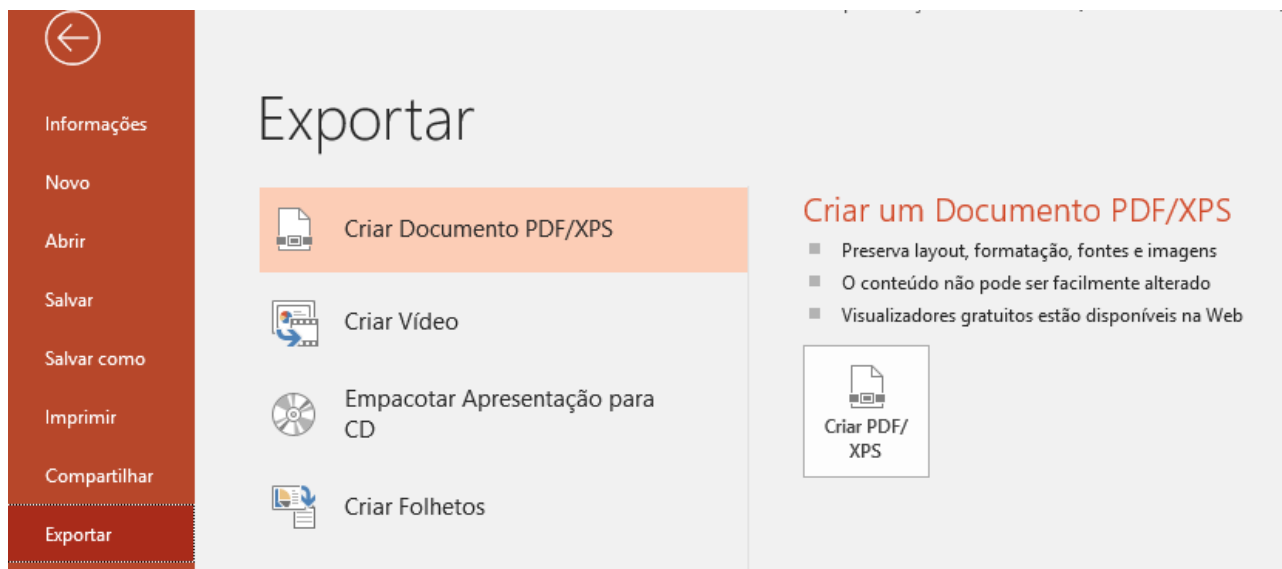 Informações
Novo
Abrir
Salvar
Salvar como
Imprimir
Compartilhar
Exportar
Exportar
Criar Documento PDF/XPS
Criar Vídeo
Empacotar Apresentação para
CD
Criar Folhetos
Criar um Documento PDF/XPS
Preserva layout, formatação, fontes e imagens
O conteúdo não pode ser facilmente alterado
Visualizadores gratuitos estão disponíveis na Web
Criar PDF/
XPS